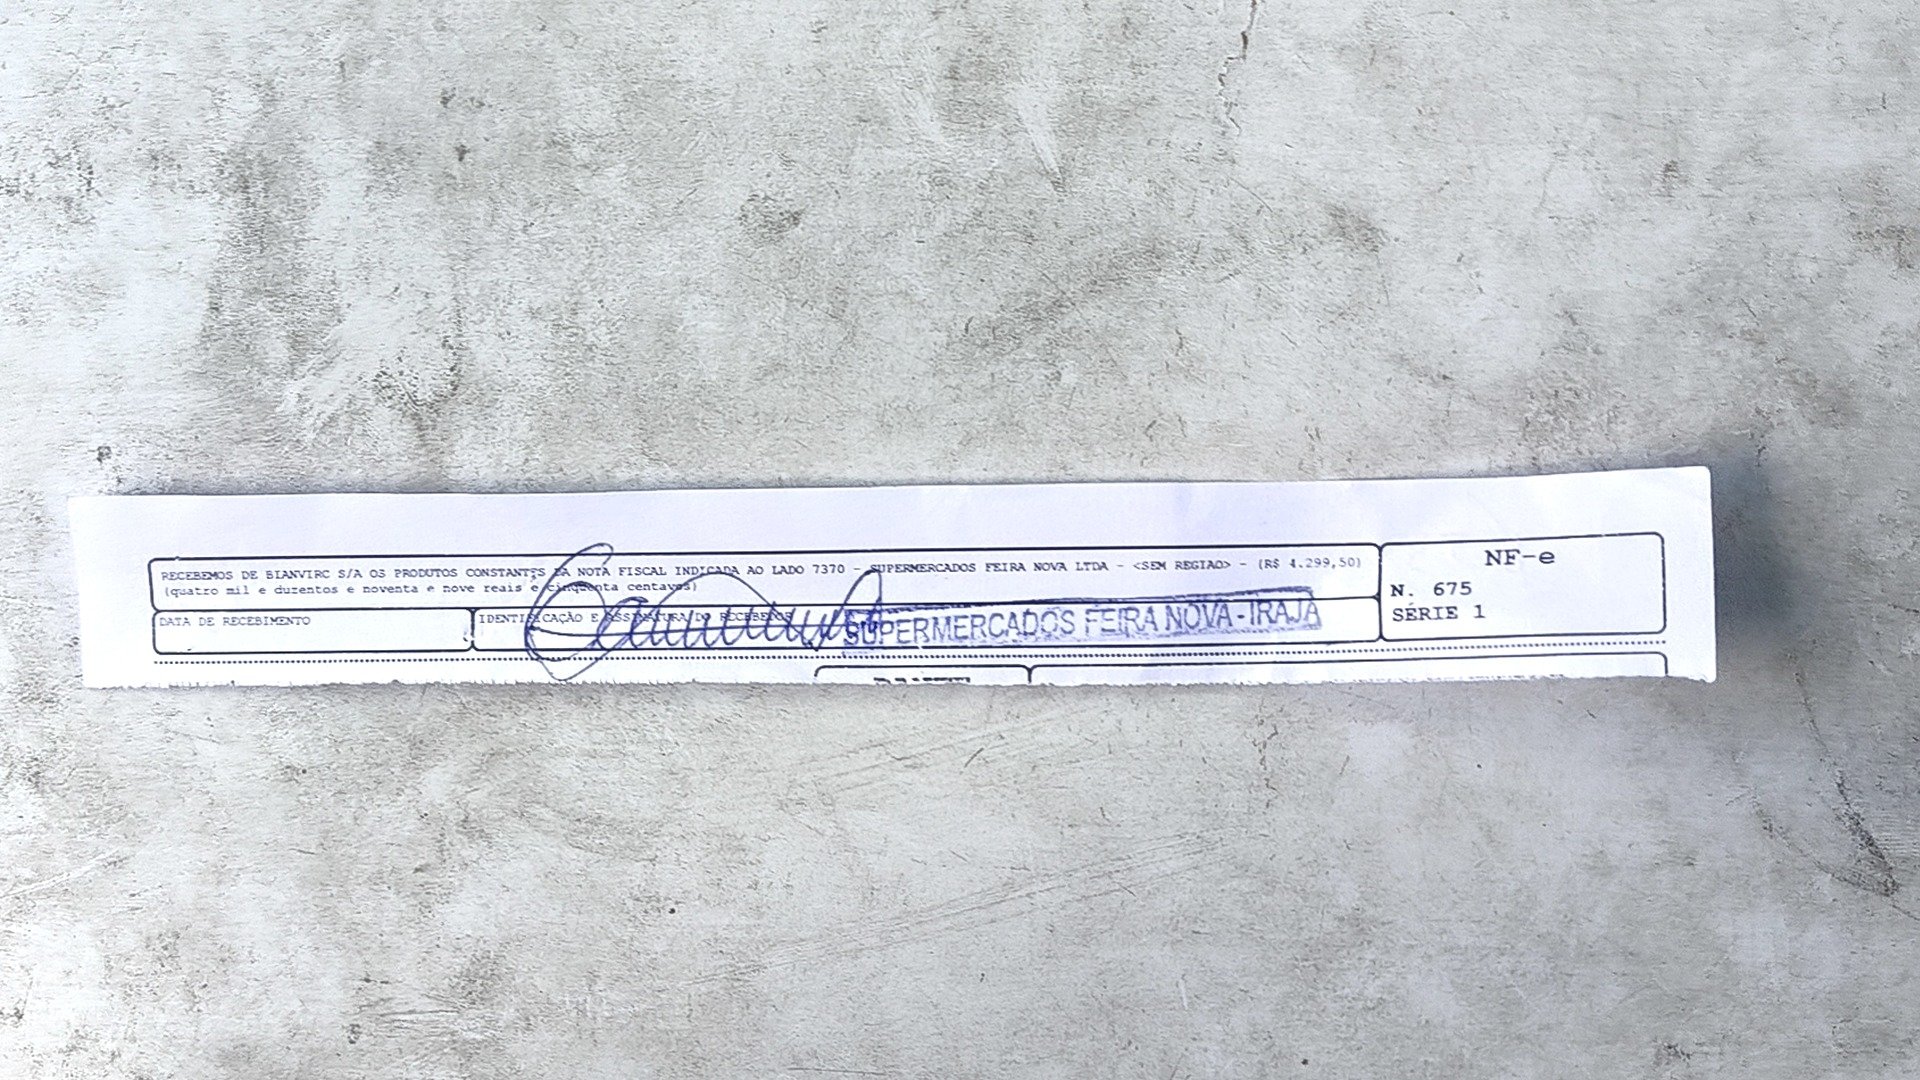 RECEBEMOS DE BIANVIRC S/A OS PRODUTOS CONSTANTES DA NOTA FISCAL INDICADA AO LADO 7370 - SUPERMERCADOS FEIRA NOVA LTDA - <SEM REGIAO> - (R$ 4.299,50)
(quatro mil e duzentos e noventa e nove reais e cinquenta centavos)
DATA DE RECEBIMENTO
IDENTIFICAÇÃO E ASSINATURA DO RECEBEDOR
SUPERMERCADOS FEIRA NOVA - IRAJA
NF-e
N. 675
SÉRIE 1